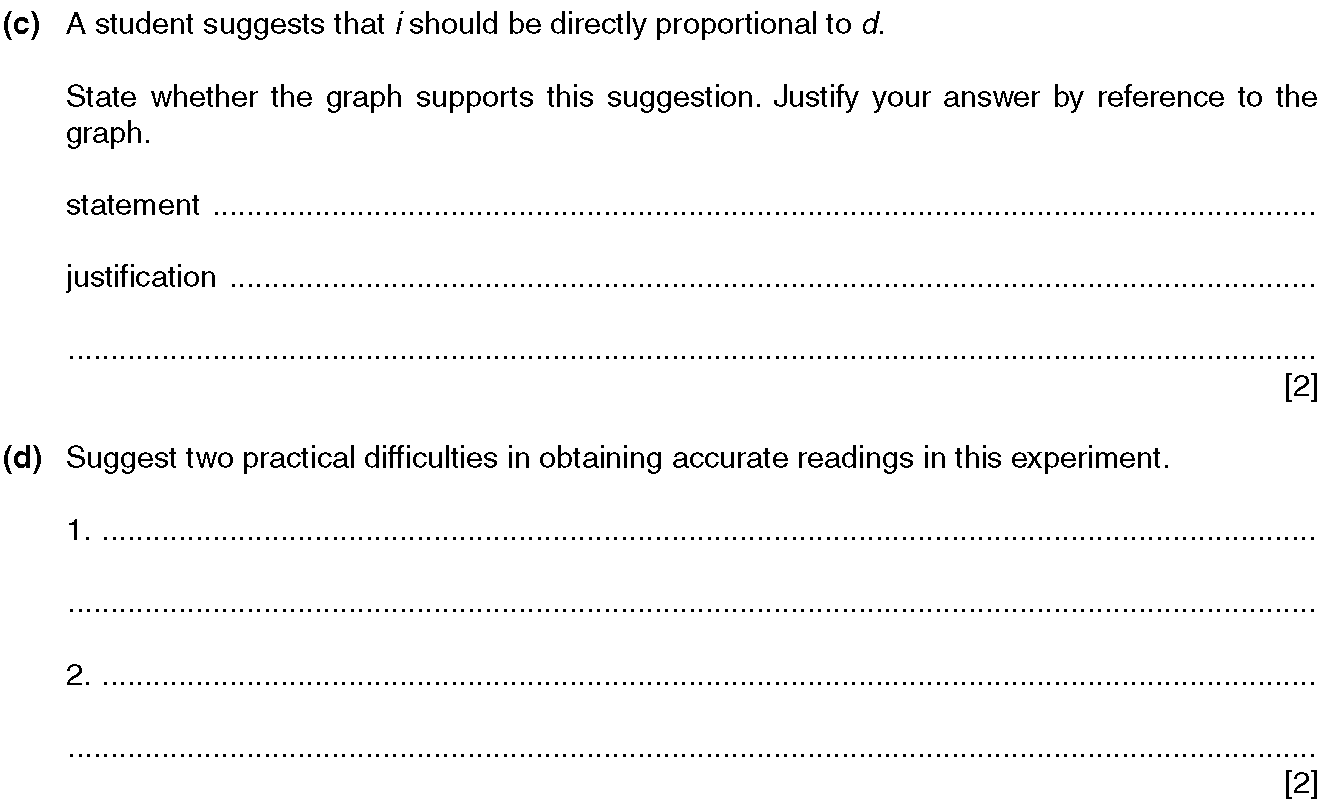 (c) A student suggests that i should be directly proportional to d.
State whether the graph supports this suggestion. Justify your answer by reference to the
graph.
statement ........................................................................................................................................
justification ........................................................................................................................................
........................................................................................................................................
[2]
(d) Suggest two practical difficulties in obtaining accurate readings in this experiment.
1. ........................................................................................................................................
........................................................................................................................................
2. ........................................................................................................................................
........................................................................................................................................
[2]